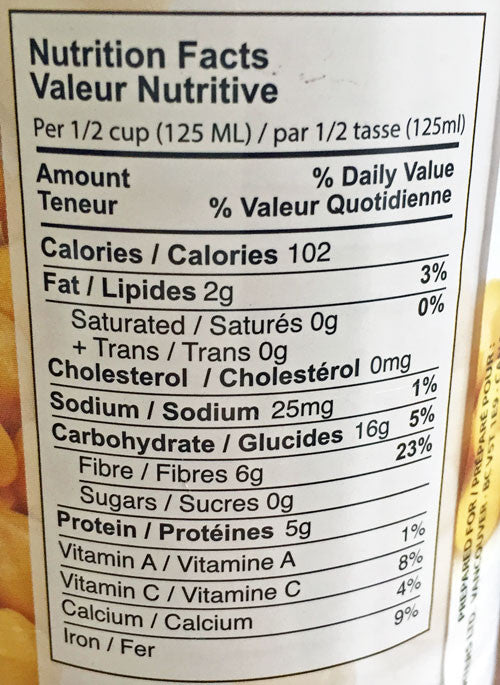 Nutrition Facts
Valeur Nutritive
Per 1/2 cup (125 ML) / par 1/2 tasse (125ml)
Amount % Daily Value
Teneur % Valeur Quotidienne
Calories / Calories 102
Fat / Lipides 2g 3%
Saturated / Saturés 0g 0%
+ Trans / Trans 0g
Cholesterol / Cholestérol 0mg
Sodium / Sodium 25mg 1%
Carbohydrate / Glucides 16g 5%
Fibre / Fibres 6g 23%
Sugars / Sucres 0g
Protein / Protéines 5g
Vitamin A / Vitamine A 1%
Vitamin C / Vitamine C 8%
Calcium / Calcium 4%
Iron / Fer 9%
PREPARED FOR / PRÉPARÉ POUR:
LTD. VANCOUVER